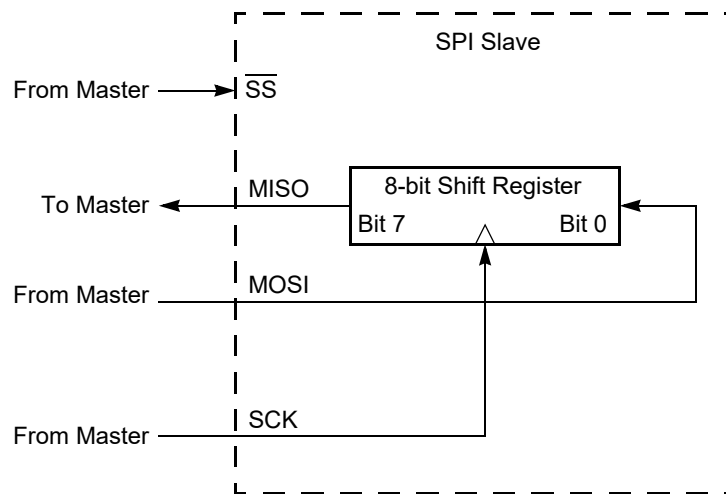 SPI Slave
From Master
S̅S̅
To Master
MISO
8-bit Shift Register
Bit 7
Bit 0
From Master
MOSI
From Master
SCK